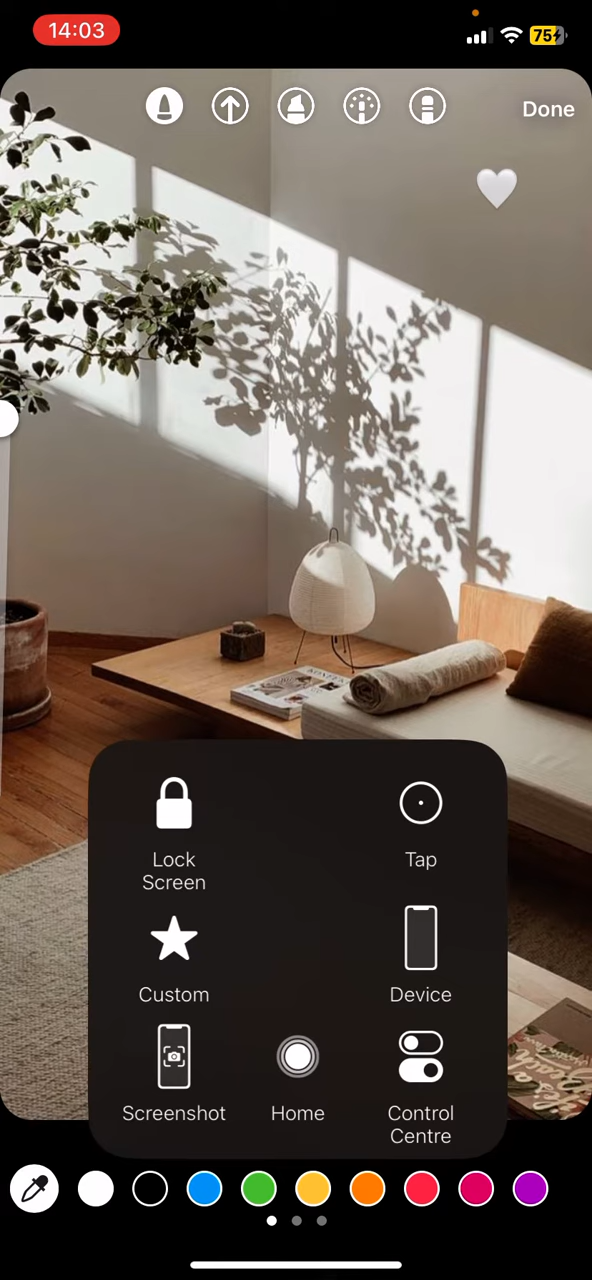 14:03
75
Done
Lock
Screen
Tap
Custom
Device
Screenshot
Home
Control
Centre